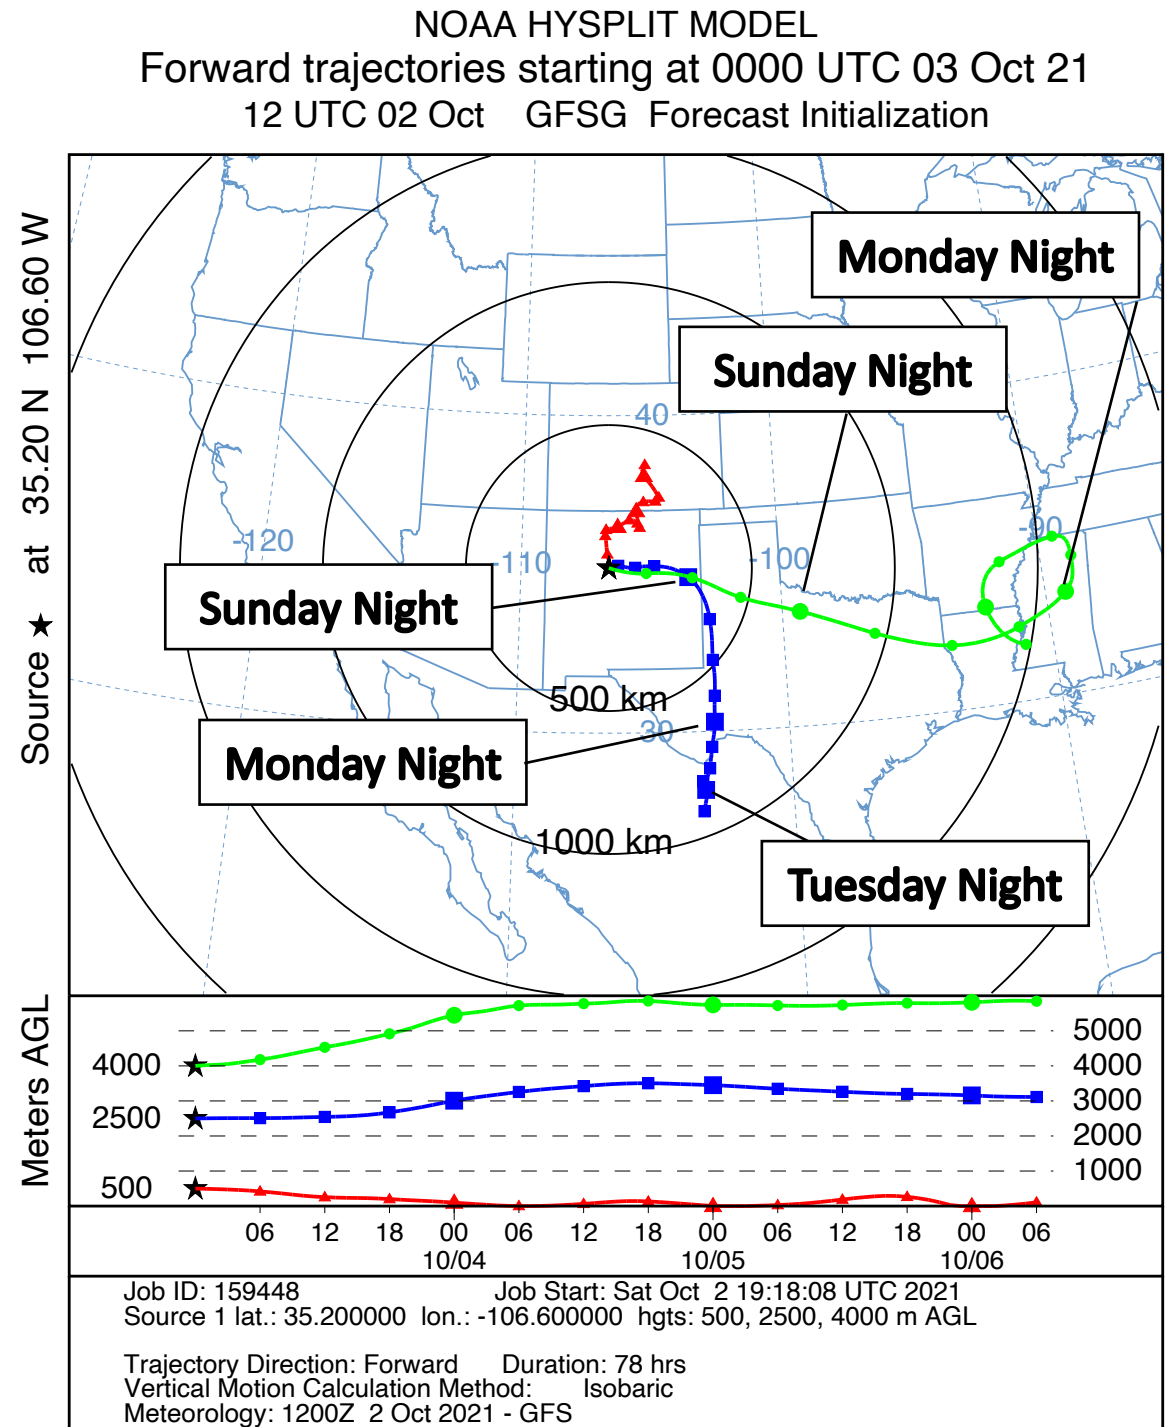 NOAA HYSPLIT MODEL
Forward trajectories starting at 0000 UTC 03 Oct 21
12 UTC 02 Oct GFSG Forecast Initialization
Source ★ at 35.20 N 106.60 W
Monday Night
Sunday Night
40
-120
-110
-100
-90
Sunday Night
500 km
30
Monday Night
1000 km
Tuesday Night
Meters AGL
5000
4000 4000
3000
2500
2000
1000
500
06 12 18 00 06 12 18 00 06 12 18 00 06
10/04 10/05 10/06
Job ID: 159448 Job Start: Sat Oct 2 19:18:08 UTC 2021
Source 1 lat.: 35.200000 lon.: -106.600000 hgts: 500, 2500, 4000 m AGL
Trajectory Direction: Forward Duration: 78 hrs
Vertical Motion Calculation Method: Isobaric
Meteorology: 1200Z 2 Oct 2021 - GFS